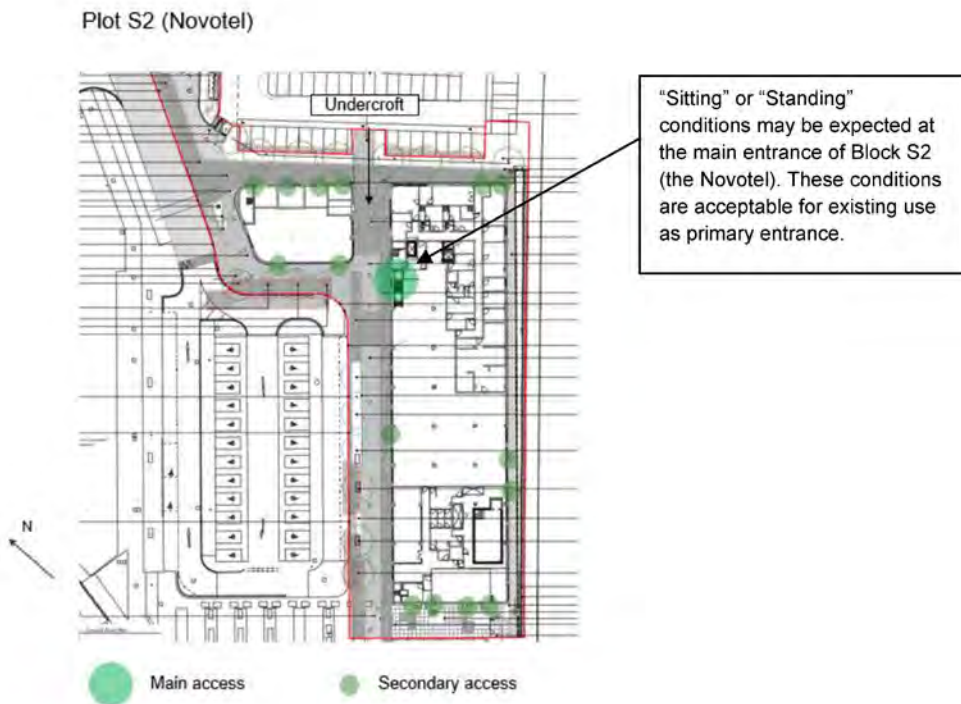 Plot S2 (Novotel)
Undercroft
“Sitting” or “Standing”
conditions may be expected at
the main entrance of Block S2
(the Novotel). These conditions
are acceptable for existing use
as primary entrance.
N
Main access
Secondary access